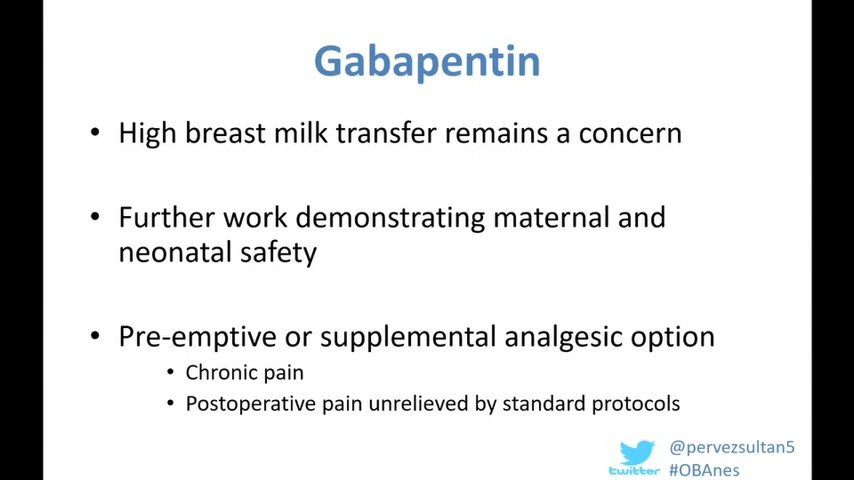 Gabapentin
• High breast milk transfer remains a concern
• Further work demonstrating maternal and
neonatal safety
• Pre-emptive or supplemental analgesic option
• Chronic pain
• Postoperative pain unrelieved by standard protocols
@pervezsultan5
twitter #OBAnes